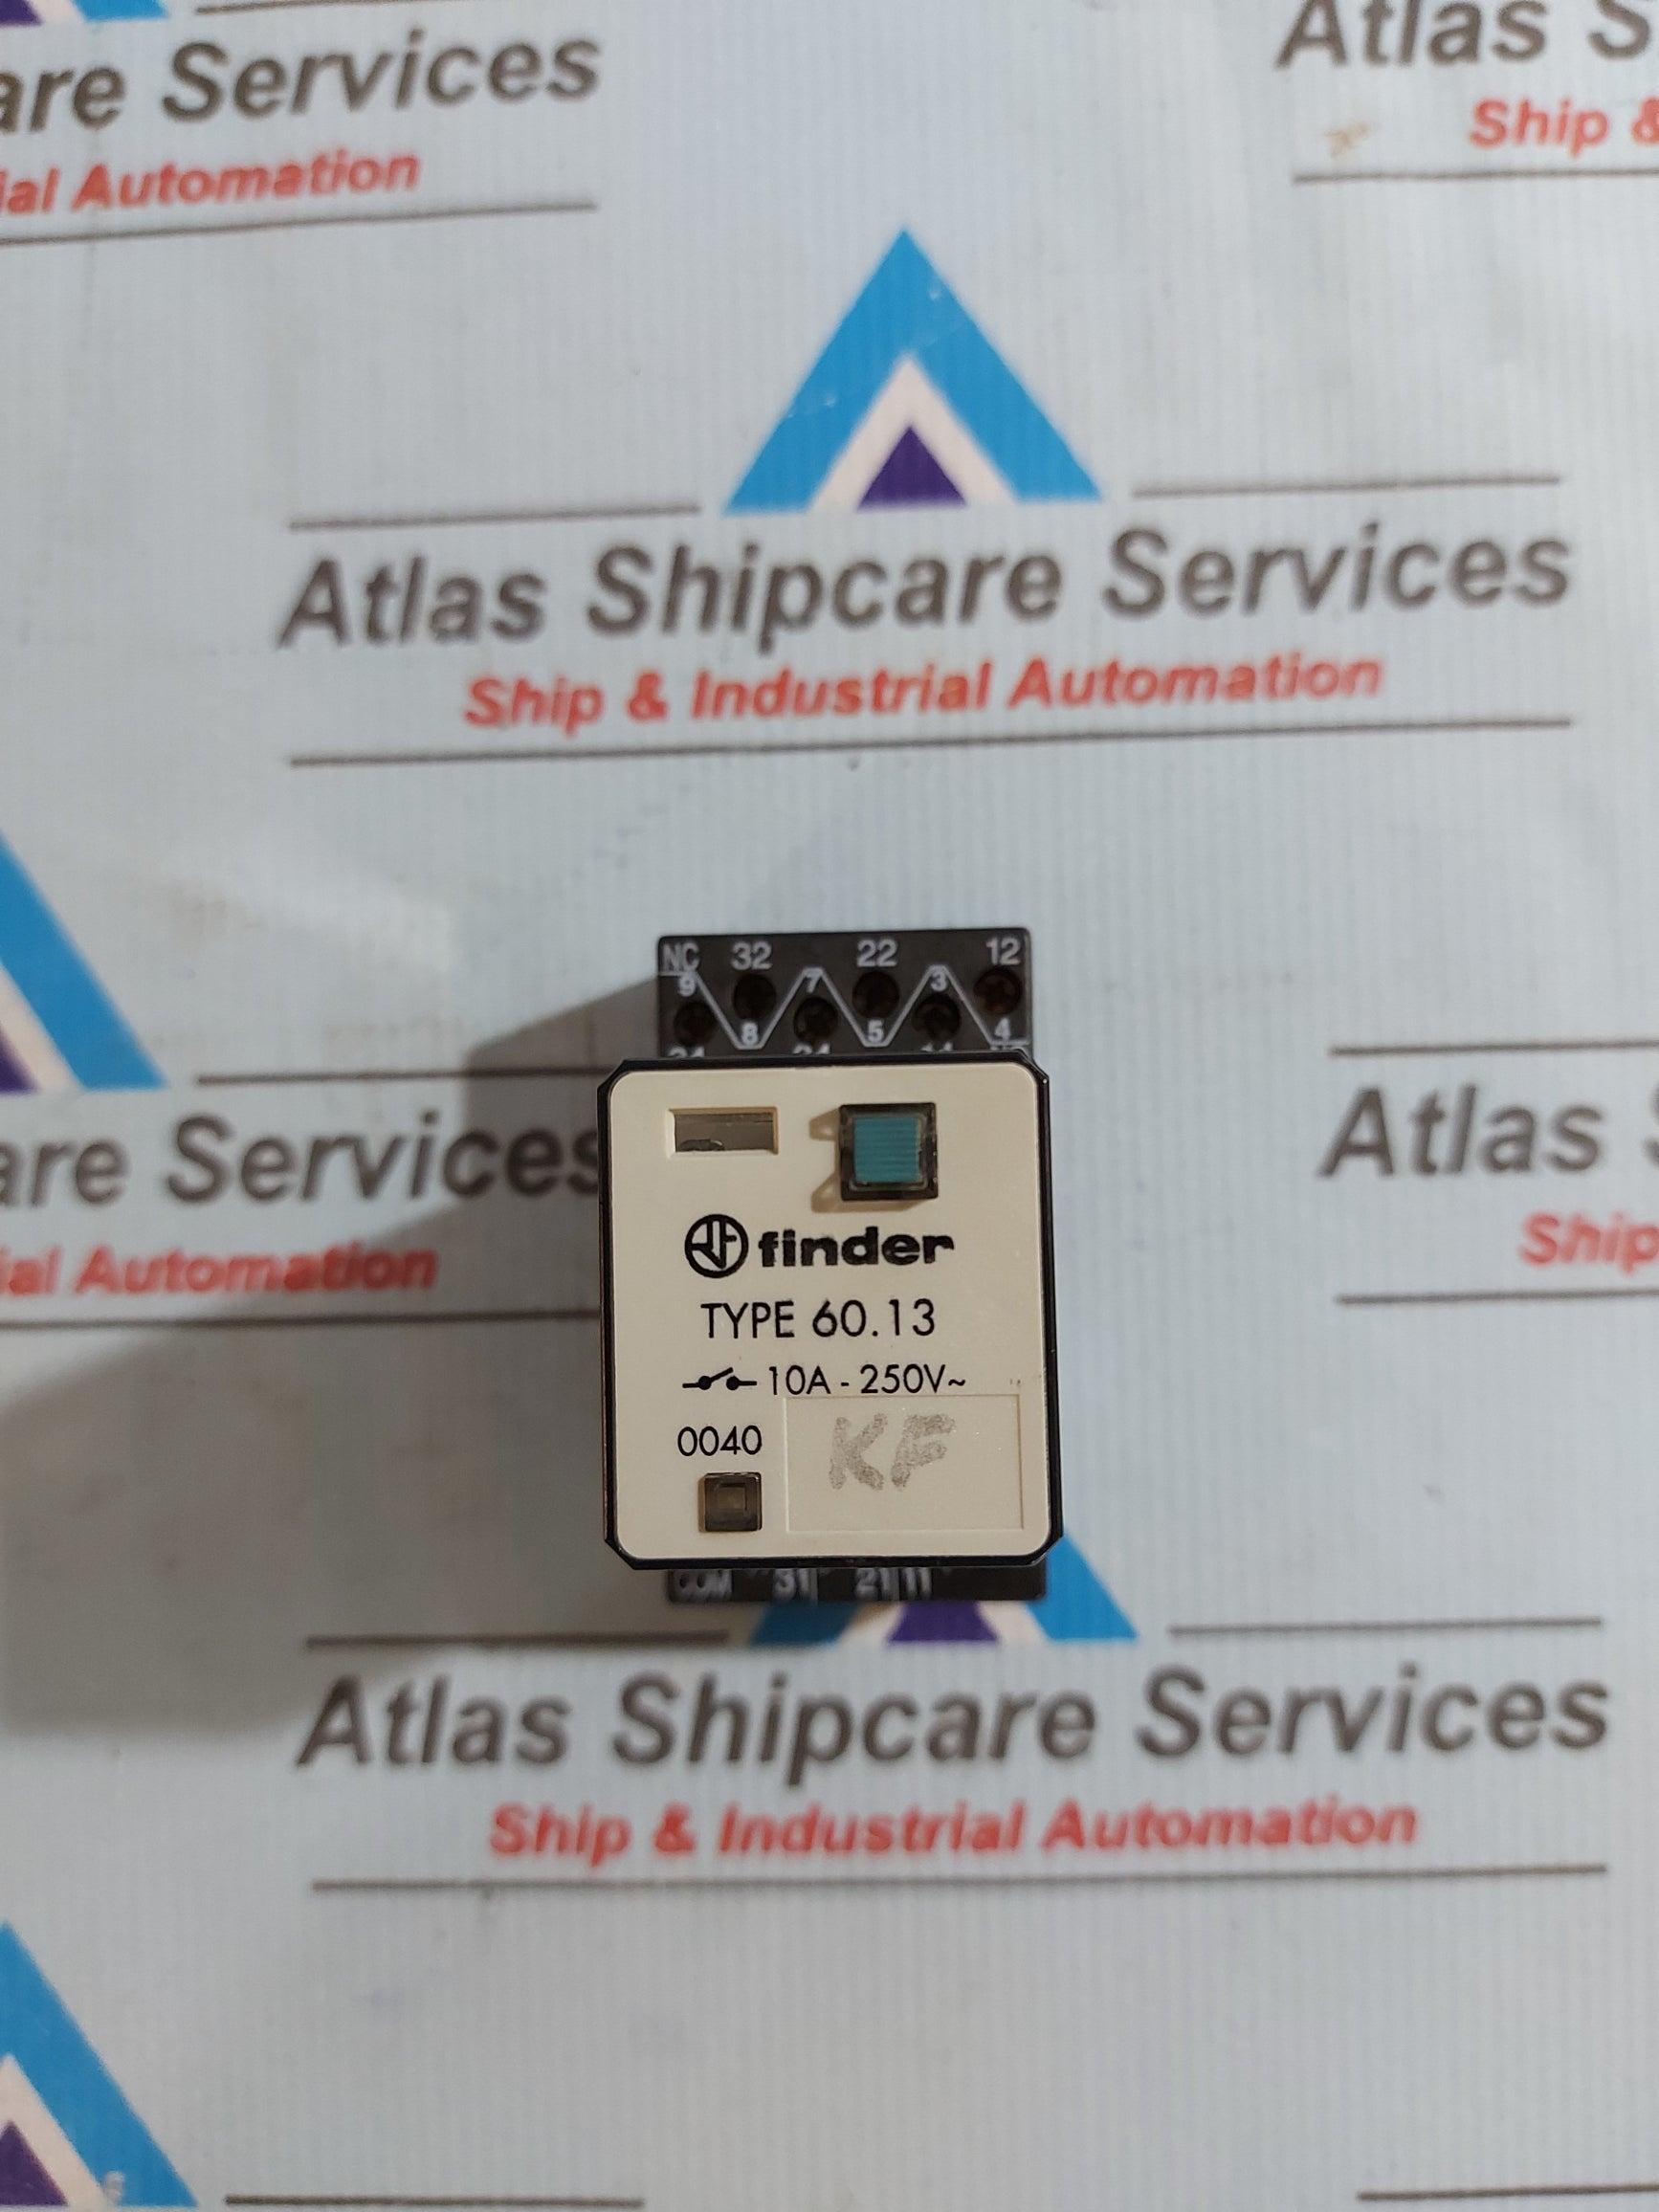 are Services
ial Automation
Atlas S
Ship &
Atlas Shipcare Services
Ship & Industrial Automation
NC 32 22 12
9 7 3
8 5 4
finder
TYPE 60.13
10A - 250V~
0040
KF
COM 31 21 11
are Services
ial Automation
Atlas
Ship
Atlas Shipcare Services
Ship & Industrial Automation